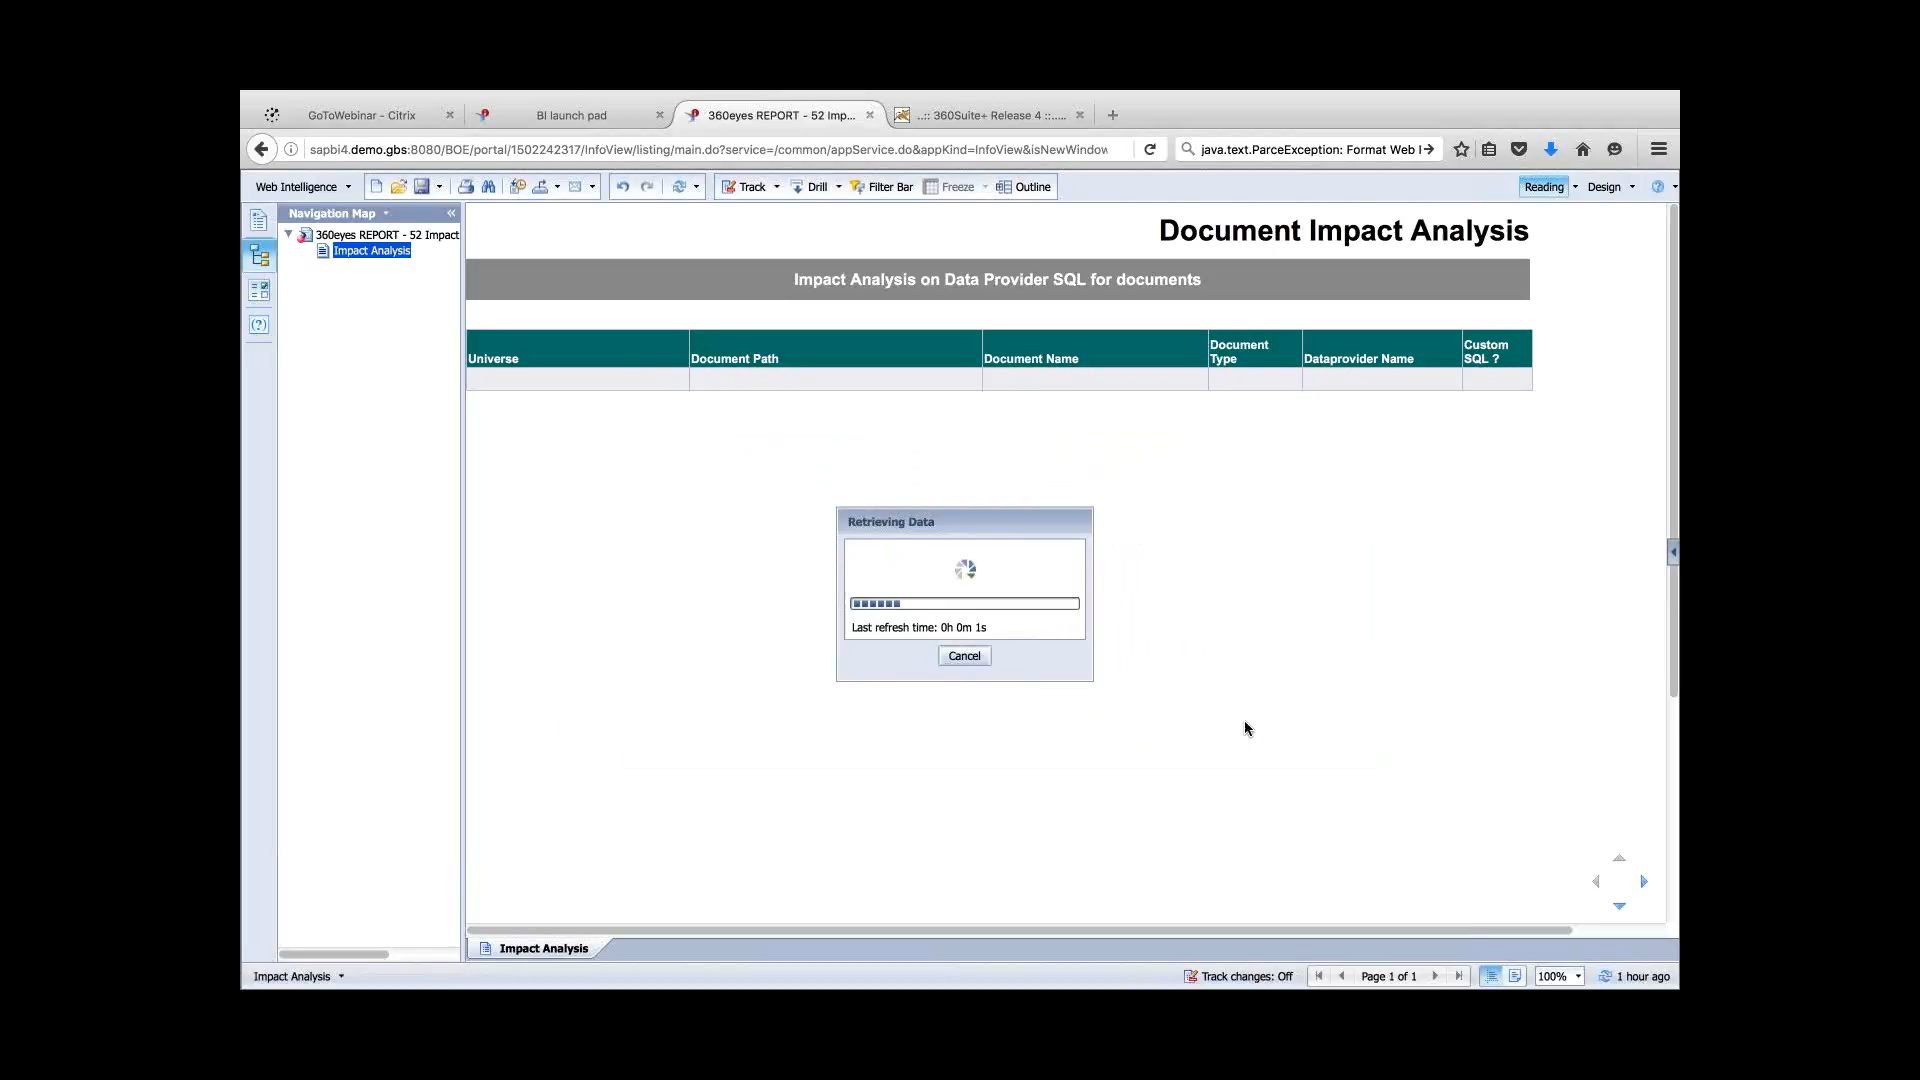 GoToWebinar - Citrix
BI launch pad
360eyes REPORT - 52 Imp...
..:: 360Suite+ Release 4 ::.....
sapbi4.demo.gbs:8080/BOE/portal/1502242317/InfoView/listing/main.do?service=/common/appService.do&appKind=InfoView&isNewWindow
java.text.ParceException: Format Web I
Web Intelligence
Track
Drill
Filter Bar
Freeze
Outline
Reading
Design
Navigation Map
360eyes REPORT - 52 Impact
Impact Analysis
Document Impact Analysis
Impact Analysis on Data Provider SQL for documents
Universe
Document Path
Document Name
Document
Type
Dataprovider Name
Custom
SQL ?
Retrieving Data
Last refresh time: 0h 0m 1s
Cancel
Impact Analysis
Impact Analysis
Track changes: Off
Page 1 of 1
100%
1 hour ago